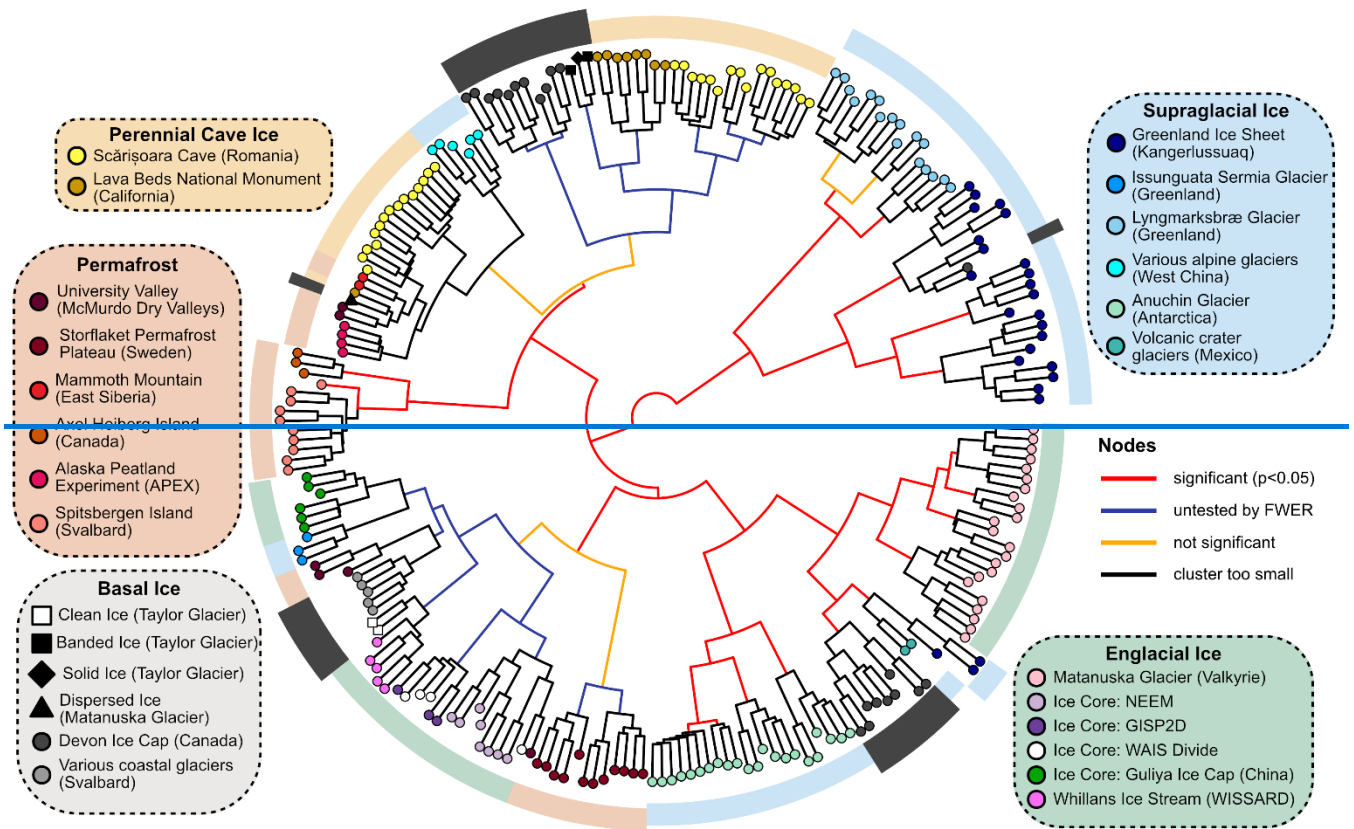 Perennial Cave Ice
Scărișoara Cave (Romania)
Lava Beds National Monument
(California)
Permafrost
University Valley
(McMurdo Dry Valleys)
Storflaket Permafrost
Plateau (Sweden)
Mammoth Mountain
(East Siberia)
Axel Heiberg Island
(Canada)
Alaska Peatland
Experiment (APEX)
Spitsbergen Island
(Svalbard)
Basal Ice
Clean Ice (Taylor Glacier)
Banded Ice (Taylor Glacier)
Solid Ice (Taylor Glacier)
Dispersed Ice
(Matanuska Glacier)
Devon Ice Cap (Canada)
Various coastal glaciers
(Svalbard)
Supraglacial Ice
Greenland Ice Sheet
(Kangerlussuaq)
Issunguata Sermia Glacier
(Greenland)
Lyngmarksbræ Glacier
(Greenland)
Various alpine glaciers
(West China)
Anuchin Glacier
(Antarctica)
Volcanic crater
glaciers (Mexico)
Nodes
significant (p<0.05)
untested by FWER
not significant
cluster too small
Englacial Ice
Matanuska Glacier (Valkyrie)
Ice Core: NEEM
Ice Core: GISP2D
Ice Core: WAIS Divide
Ice Core: Guliya Ice Cap (China)
Whillans Ice Stream (WISSARD)